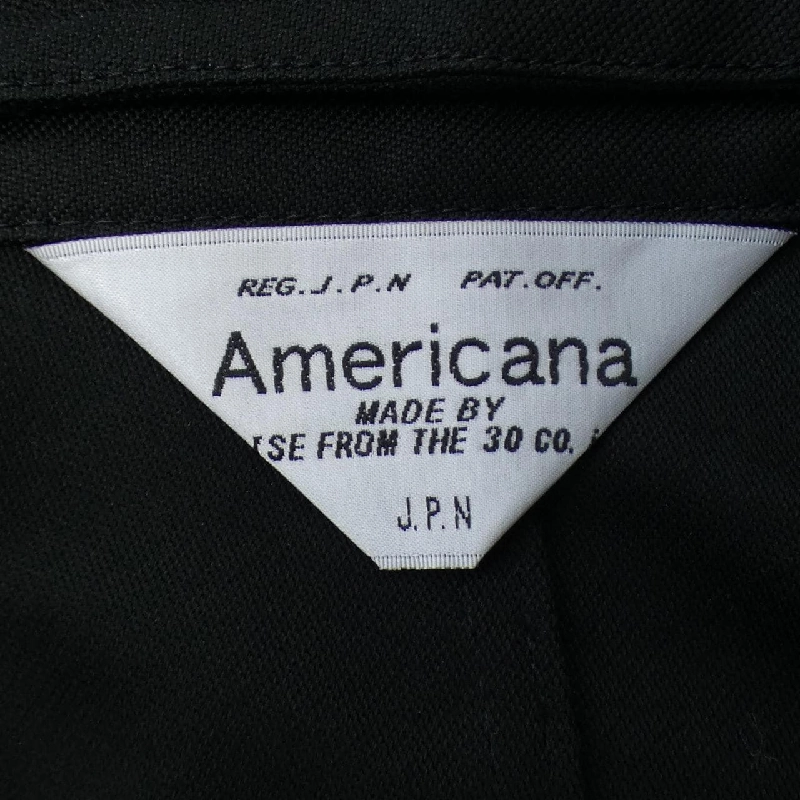 REG.J.P.N PAT.OFF.
Americana
MADE BY
FROM THE 30 CO.
J.P.N